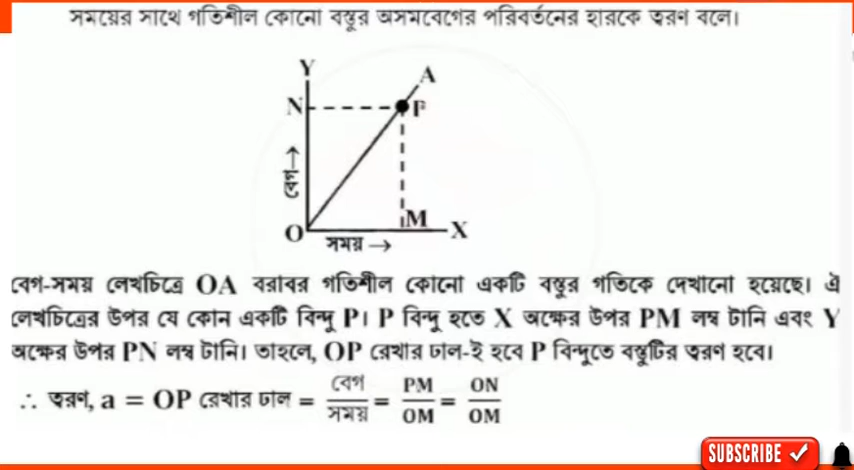 সময়ের সাথে গতিশীল কোনো বস্তুর অসমবেগের পরিবর্তনের হারকে ত্বরণ বলে।
Y
A
N
P
বেগ→
M
O
X
সময় →
বেগ-সময় লেখচিত্রে OA বরাবর গতিশীল কোনো একটি বস্তুর গতিকে দেখানো হয়েছে। ঐ
লেখচিত্রের উপর যে কোন একটি বিন্দু P। P বিন্দু হতে X অক্ষের উপর PM লম্ব টানি এবং Y
অক্ষের উপর PN লম্ব টানি। তাহলে, OP রেখার ঢাল-ই হবে P বিন্দুতে বস্তুটির ত্বরণ হবে।
∴ ত্বরণ, a = OP রেখার ঢাল = বেগ/সময় = PM/OM = ON/OM
SUBSCRIBE